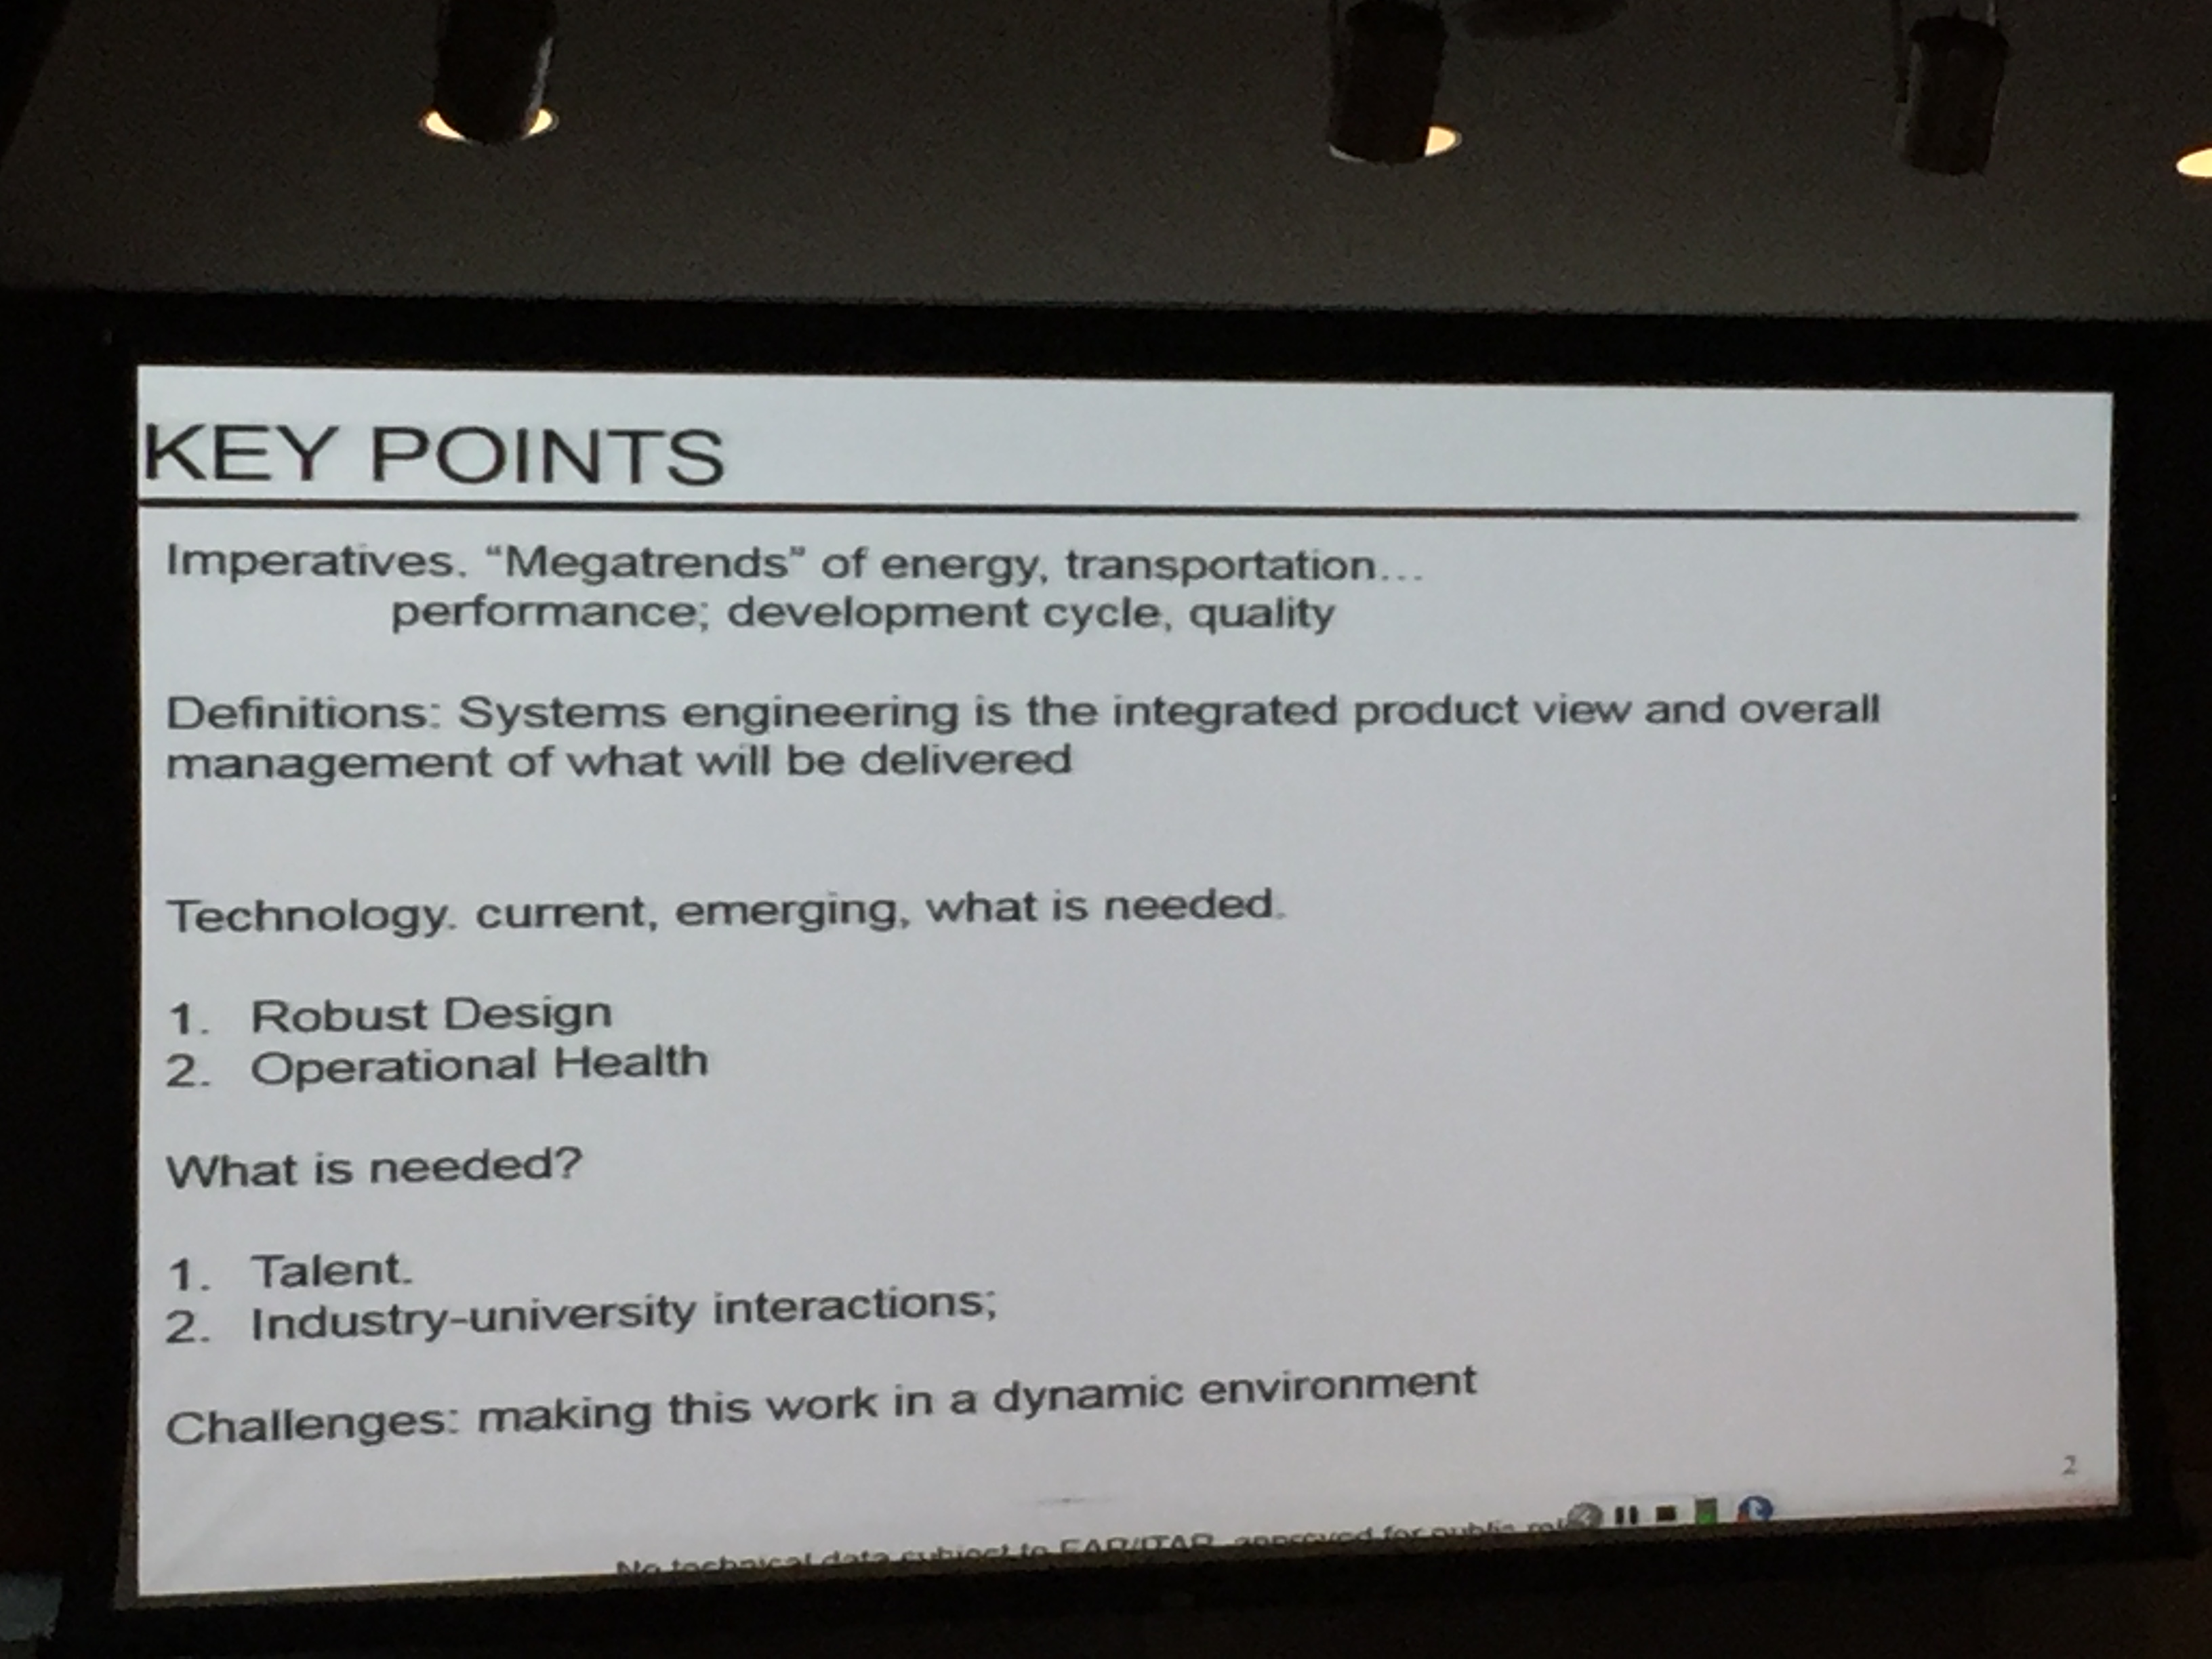 KEY POINTS
Imperatives. “Megatrends” of energy, transportation...
performance; development cycle, quality
Definitions: Systems engineering is the integrated product view and overall
management of what will be delivered
Technology. current, emerging, what is needed.
1. Robust Design
2. Operational Health
What is needed?
1. Talent.
2. Industry-university interactions;
Challenges: making this work in a dynamic environment
2
No technical data subject to EAR/ITAR approved for public